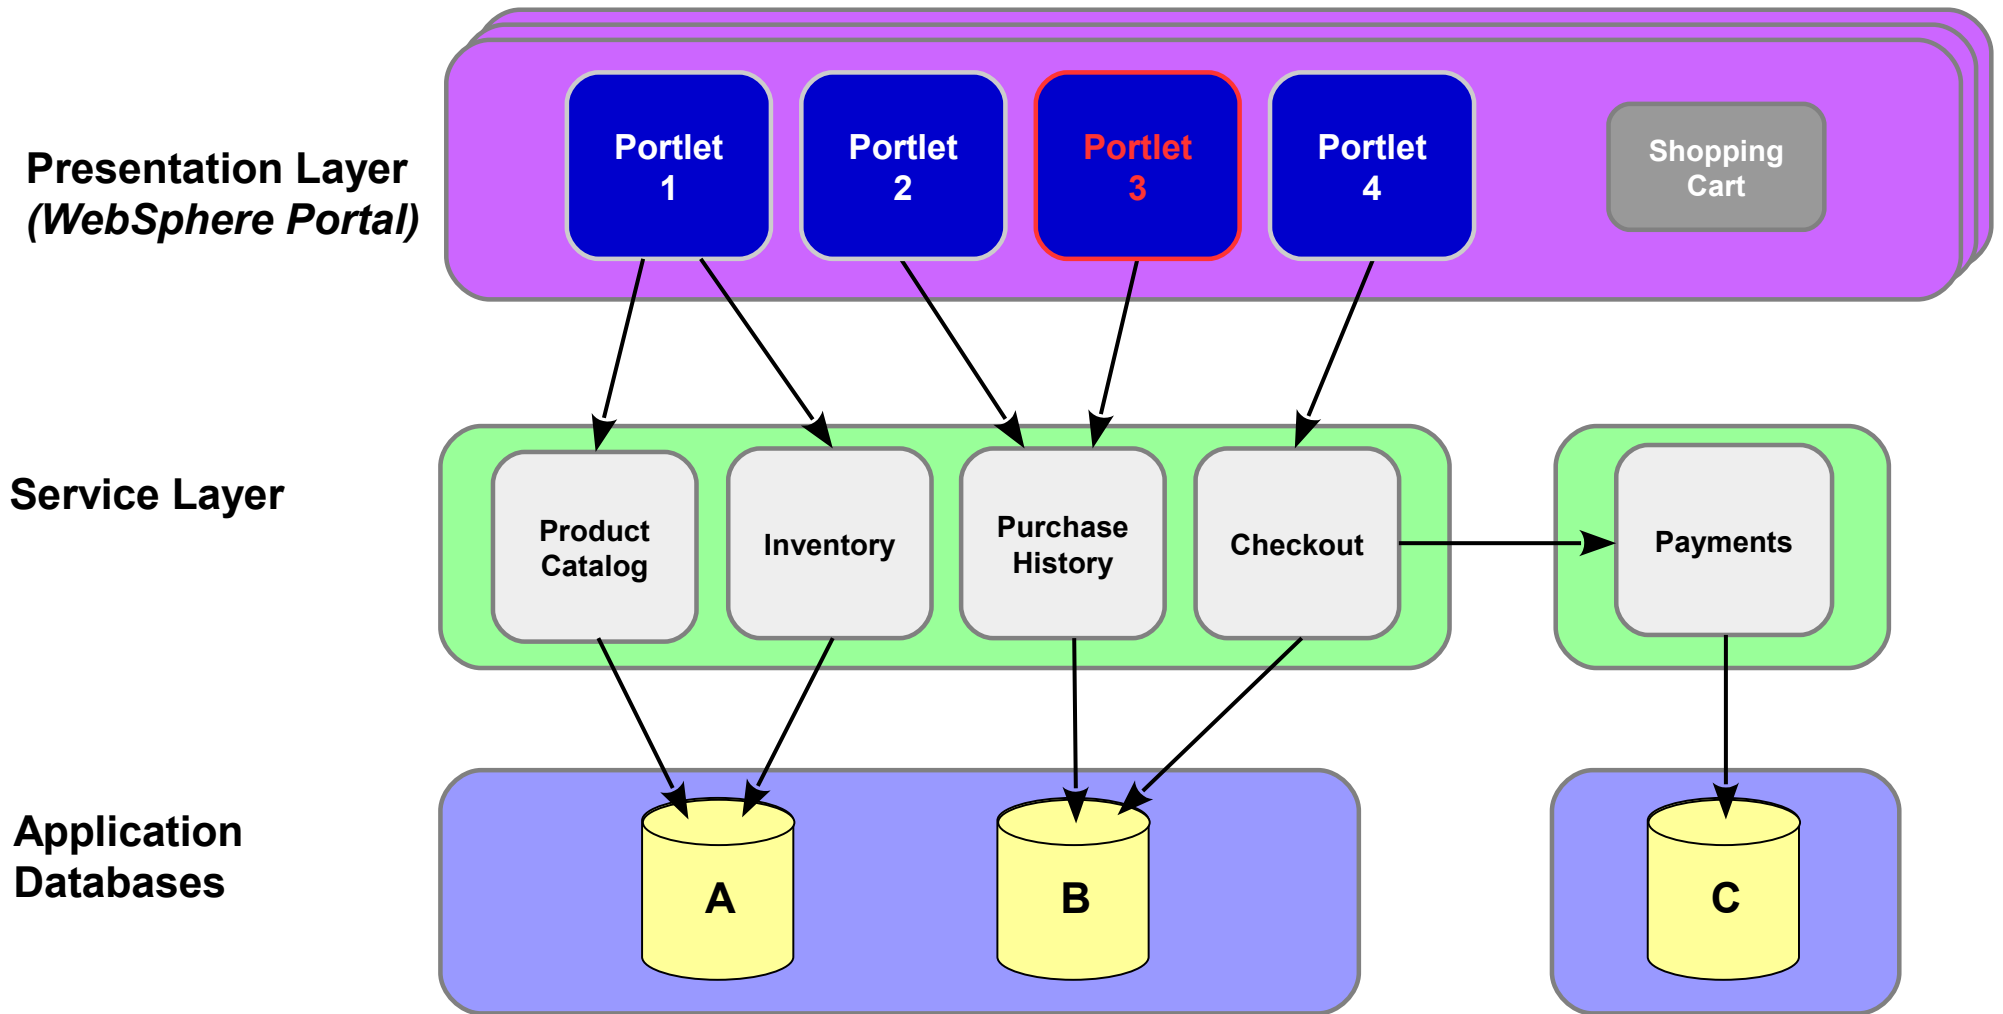 Presentation Layer
(WebSphere Portal)
Portlet
1
Portlet
2
Portlet
3
Portlet
4
Shopping
Cart
Service Layer
Product
Catalog
Inventory
Purchase
History
Checkout
Payments
Application
Databases
A
B
C